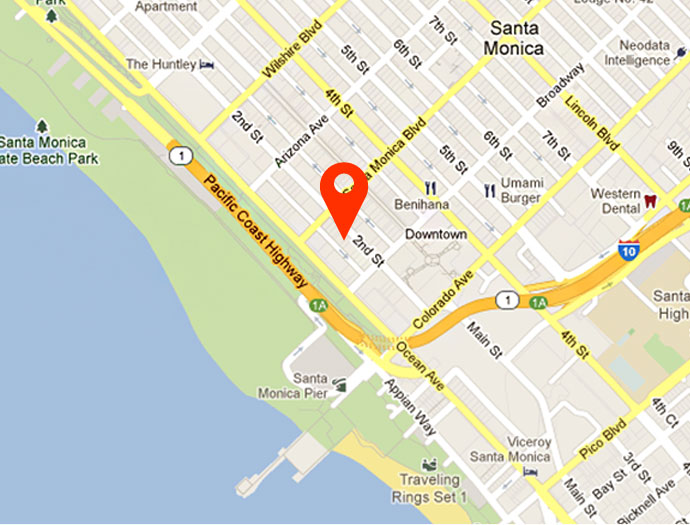 Park
Apartment
Lodge No. 42
The Huntley
Wilshire Blvd
7th St
6th St
5th St
4th St
Santa
Monica
Neodata
Intelligence
Broadway
Lincoln Blvd
2nd St
Arizona Ave
Santa Monica
ate Beach Park
1
Pacific Coast Highway
Santa Monica Blvd
5th St
6th St
7th St
9th St
Benihana
Umami
Burger
Western
Dental
1A
10
2nd St
Downtown
Colorado Ave
1
1A
1A
Main St
4th St
Santa
High
Ocean Ave
Santa
Monica Pier
Appian Way
4th Ct
Pico Blvd
Viceroy
Santa Monica
3rd St
Bay St
Bicknell Ave
Main St
Traveling
Rings Set 1